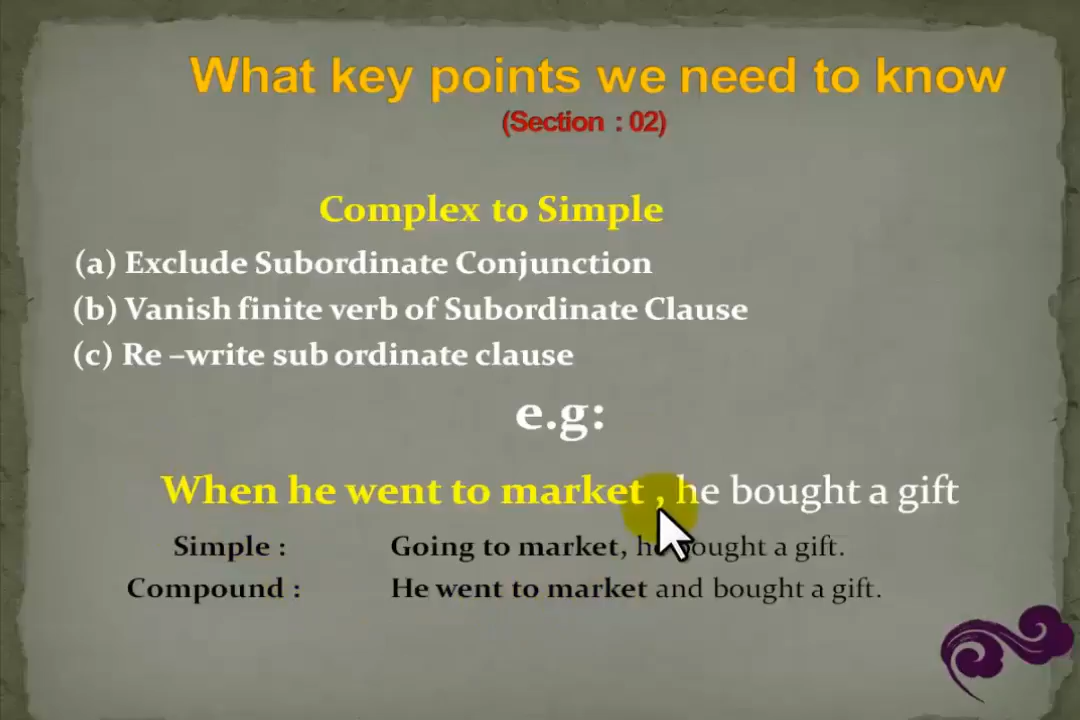 What key points we need to know
(Section : 02)
Complex to Simple
(a) Exclude Subordinate Conjunction
(b) Vanish finite verb of Subordinate Clause
(c) Re –write sub ordinate clause
e.g:
When he went to market , he bought a gift
Simple : Going to market, he bought a gift.
Compound : He went to market and bought a gift.